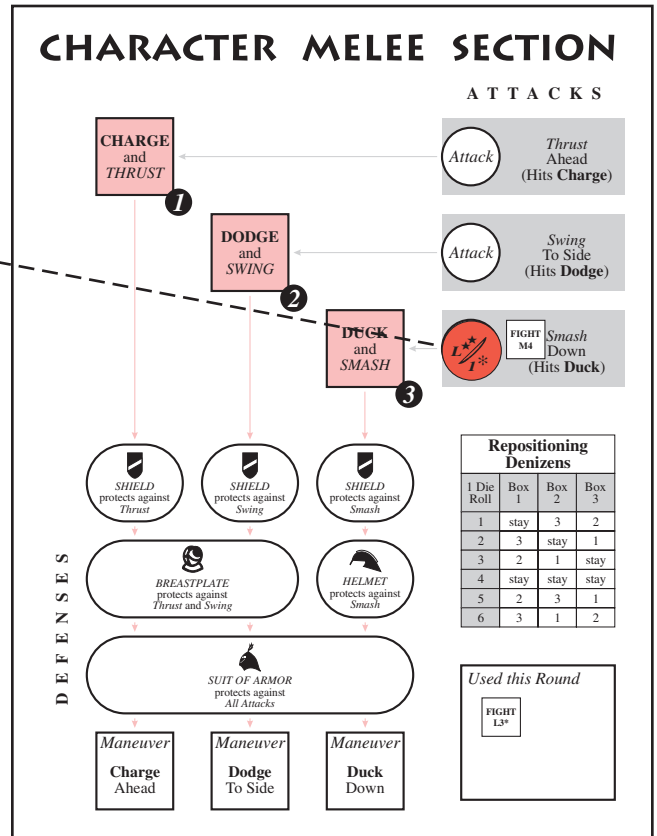 CHARACTER MELEE SECTION
ATTACKS
CHARGE
and
THRUST
1
Attack
Thrust
Ahead
(Hits Charge)
DODGE
and
SWING
2
Attack
Swing
To Side
(Hits Dodge)
DUCK
and
SMASH
3
L★★
1*
FIGHT
M4
Smash
Down
(Hits Duck)
DEFENSES
SHIELD
protects against
Thrust
SHIELD
protects against
Swing
SHIELD
protects against
Smash
BREASTPLATE
protects against
Thrust and Swing
HELMET
protects against
Smash
SUIT OF ARMOR
protects against
All Attacks
Maneuver
Charge
Ahead
Maneuver
Dodge
To Side
Maneuver
Duck
Down
Repositioning
Denizens
1 Die Roll Box 1 Box 2 Box 3
1 stay 3 2
2 3 stay 1
3 2 1 stay
4 stay stay stay
5 2 3 1
6 3 1 2
Used this Round
FIGHT
L3*